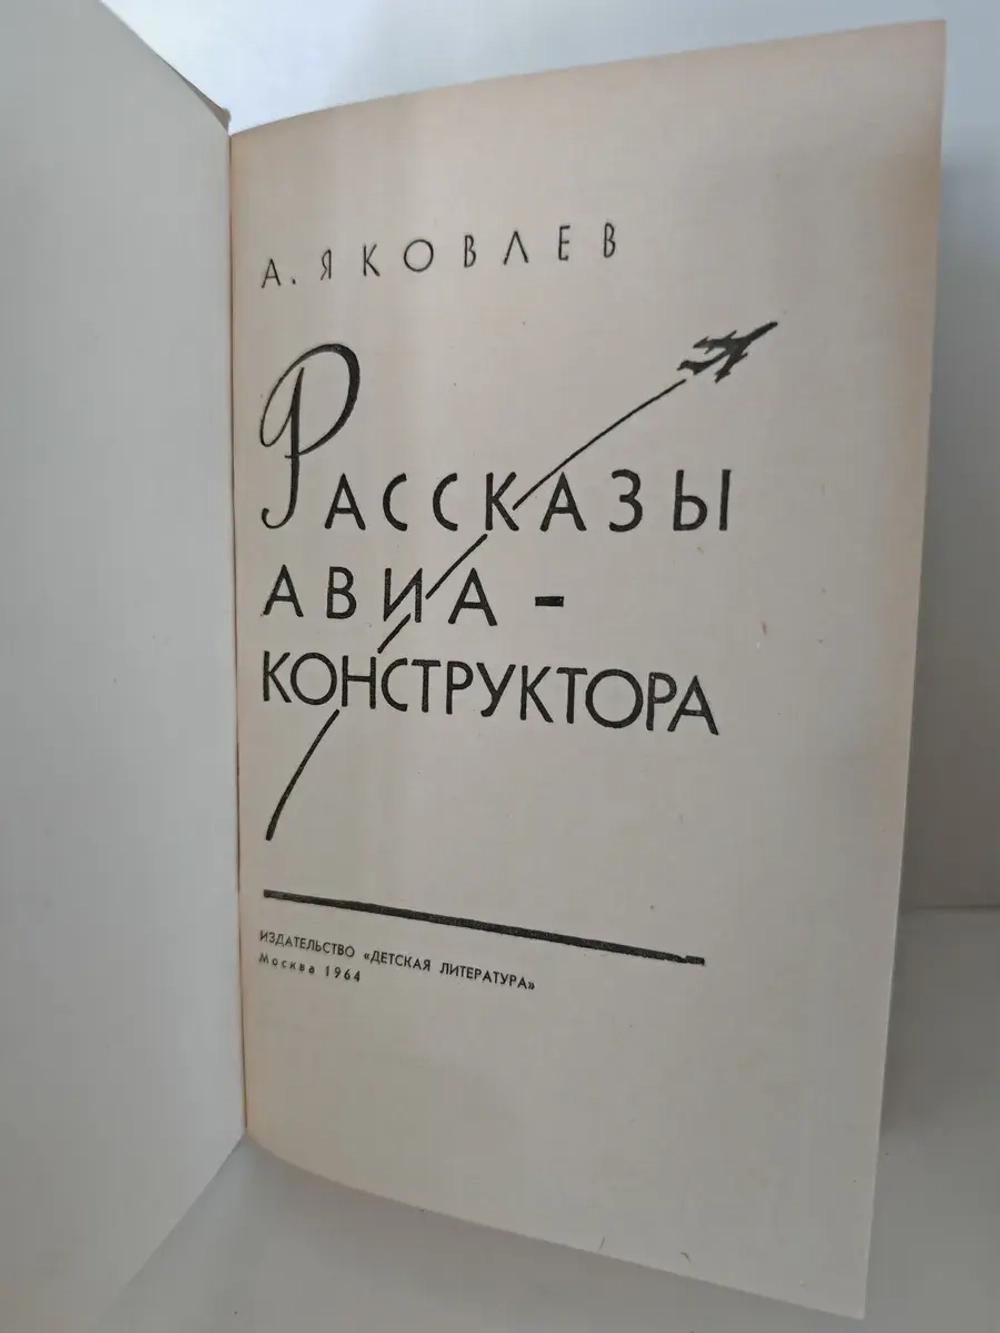 А. ЯКОВЛЕВ
РАССКАЗЫ
АВИА-
КОНСТРУКТОРА
ИЗДАТЕЛЬСТВО «ДЕТСКАЯ ЛИТЕРАТУРА»
Москва 1964